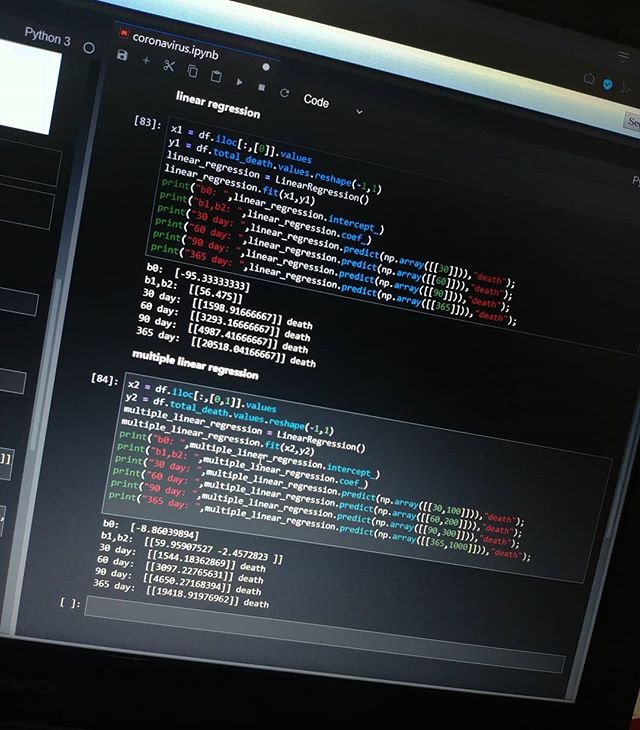 Python 3
coronavirus.ipynb
Code
linear regression
[83]:
x1 = df.iloc[:,[0]].values
y1 = df.total_death.values.reshape(-1,1)
linear_regression = LinearRegression()
linear_regression.fit(x1,y1)
print("b0: ",linear_regression.intercept_)
print("b1,b2: ",linear_regression.coef_)
print("30 day: ",linear_regression.predict(np.array([[30]])),"death");
print("60 day: ",linear_regression.predict(np.array([[60]])),"death");
print("90 day: ",linear_regression.predict(np.array([[90]])),"death");
print("365 day: ",linear_regression.predict(np.array([[365]])),"death");
b0:  [-95.33333333]
b1,b2:  [[56.475]]
30 day:  [[1598.91666667]] death
60 day:  [[3293.16666667]] death
90 day:  [[4987.41666667]] death
365 day:  [[20518.04166667]] death
multiple linear regression
[84]:
x2 = df.iloc[:,[0,1]].values
y2 = df.total_death.values.reshape(-1,1)
multiple_linear_regression = LinearRegression()
multiple_linear_regression.fit(x2,y2)
print("b0: ",multiple_linear_regression.intercept_)
print("b1,b2: ",multiple_linear_regression.coef_)
print("30 day: ",multiple_linear_regression.predict(np.array([[30,100]])),"death");
print("60 day: ",multiple_linear_regression.predict(np.array([[60,200]])),"death");
print("90 day: ",multiple_linear_regression.predict(np.array([[90,300]])),"death");
print("365 day: ",multiple_linear_regression.predict(np.array([[365,1000]])),"death");
b0:  [-8.86039894]
b1,b2:  [[59.95907527 -2.4572823 ]]
30 day:  [[1544.18362869]] death
60 day:  [[3097.22765631]] death
90 day:  [[4650.27168394]] death
365 day:  [[19418.91976962]] death
[ ]: